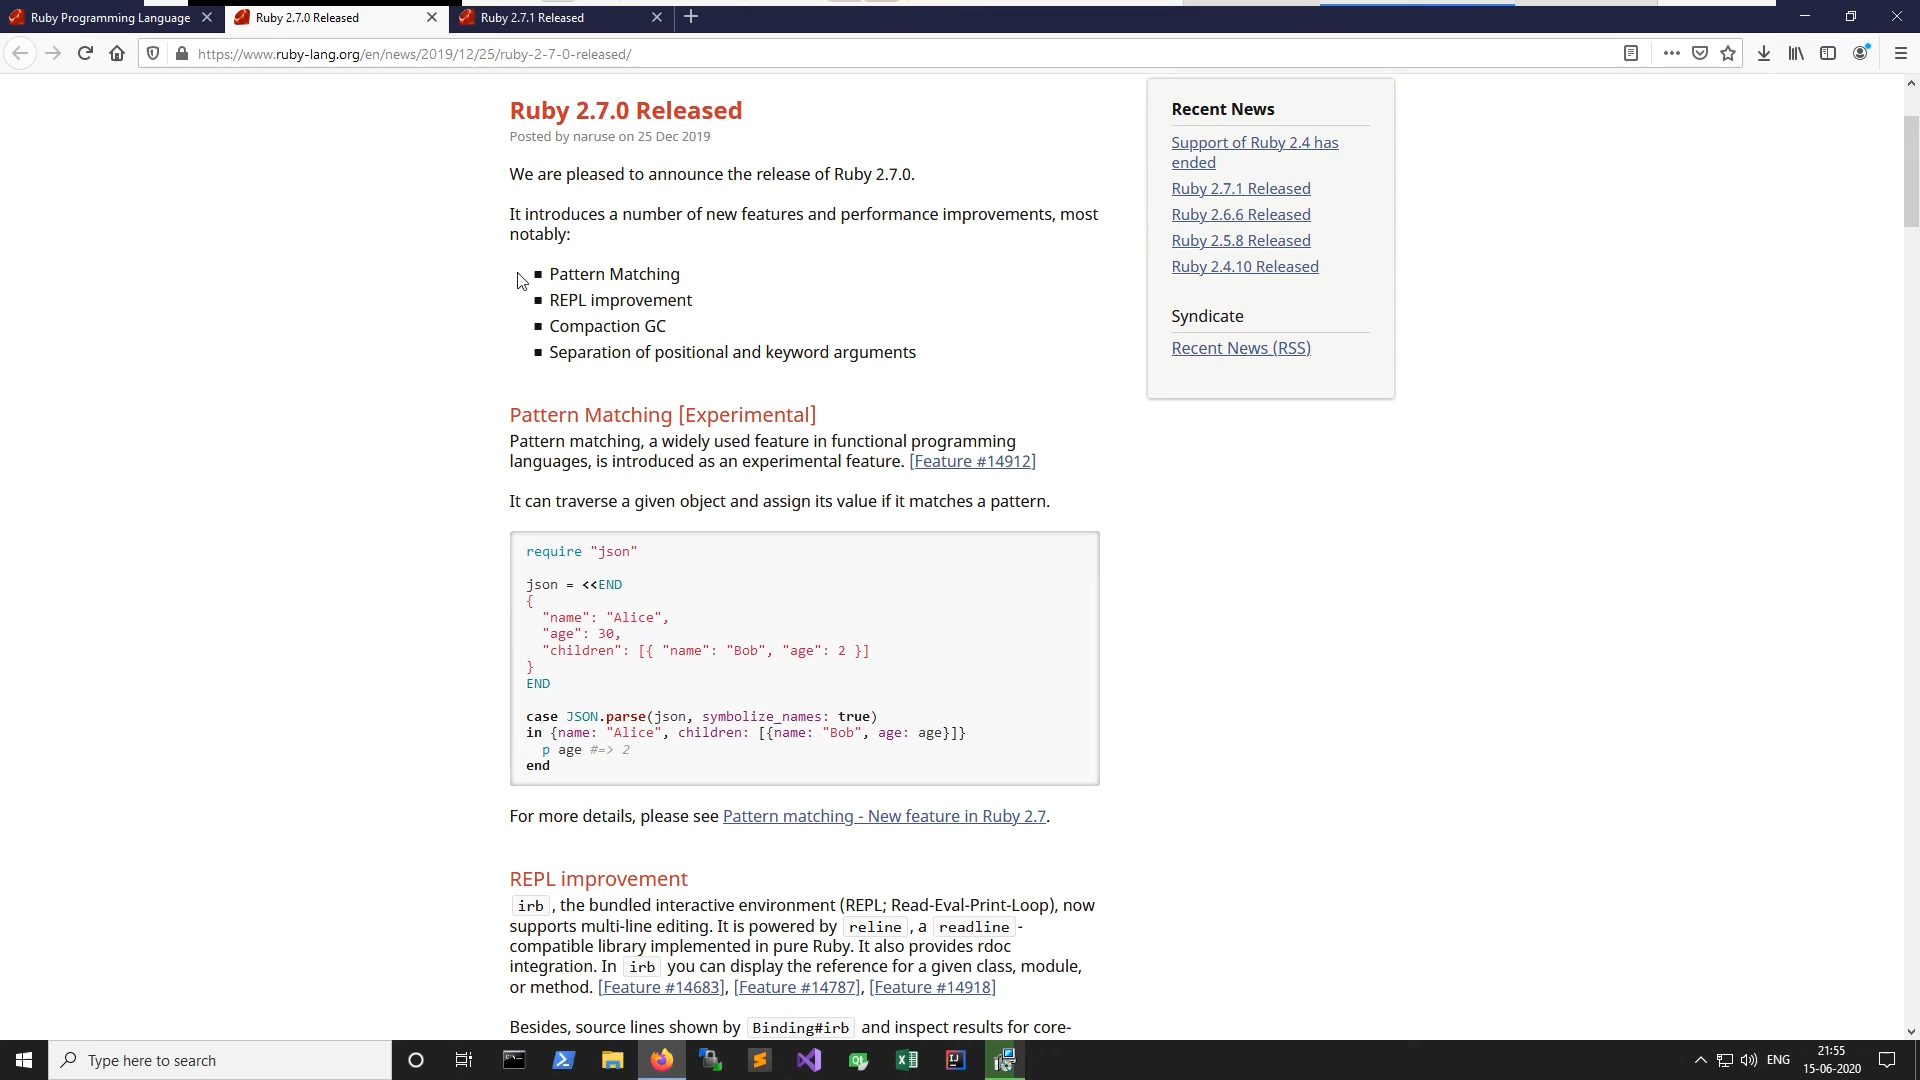 Ruby Programming Language
Ruby 2.7.0 Released
Ruby 2.7.1 Released
https://www.ruby-lang.org/en/news/2019/12/25/ruby-2-7-0-released/
Ruby 2.7.0 Released
Posted by naruse on 25 Dec 2019
We are pleased to announce the release of Ruby 2.7.0.
It introduces a number of new features and performance improvements, most
notably:
Pattern Matching
REPL improvement
Compaction GC
Separation of positional and keyword arguments
Pattern Matching [Experimental]
Pattern matching, a widely used feature in functional programming
languages, is introduced as an experimental feature. [Feature #14912]
It can traverse a given object and assign its value if it matches a pattern.
require "json"
json = <<END
{
  "name": "Alice",
  "age": 30,
  "children": [{ "name": "Bob", "age": 2 }]
}
END
case JSON.parse(json, symbolize_names: true)
in {name: "Alice", children: [{name: "Bob", age: age}]}
  p age #=> 2
end
For more details, please see Pattern matching - New feature in Ruby 2.7.
REPL improvement
irb, the bundled interactive environment (REPL; Read-Eval-Print-Loop), now
supports multi-line editing. It is powered by reline, a readline-
compatible library implemented in pure Ruby. It also provides rdoc
integration. In irb you can display the reference for a given class, module,
or method. [Feature #14683], [Feature #14787], [Feature #14918]
Besides, source lines shown by Binding#irb and inspect results for core-
Recent News
Support of Ruby 2.4 has
ended
Ruby 2.7.1 Released
Ruby 2.6.6 Released
Ruby 2.5.8 Released
Ruby 2.4.10 Released
Syndicate
Recent News (RSS)
Type here to search
ENG
21:55
15-06-2020